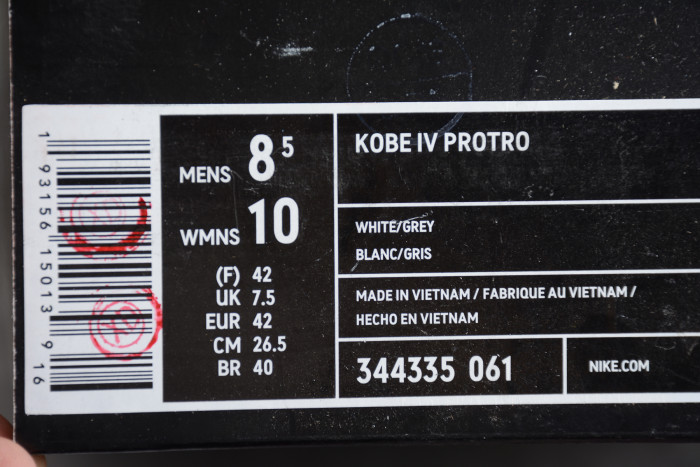 1 93156 15013 9 16
MENS 8 5
WMNS 10
(F) 42
UK 7.5
EUR 42
CM 26.5
BR 40
KOBE IV PROTRO
WHITE/GREY
BLANC/GRIS
MADE IN VIETNAM / FABRIQUE AU VIETNAM /
HECHO EN VIETNAM
344335 061
NIKE.COM